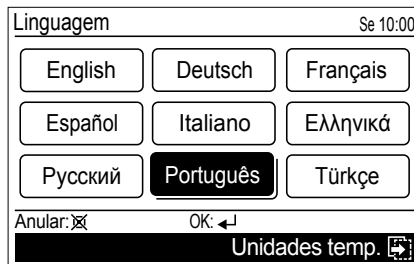 Linguagem Se 10:00
English Deutsch Français
Español Italiano Ελληνικά
Русский Português Türkçe
Anular: OK:
Unidades temp.